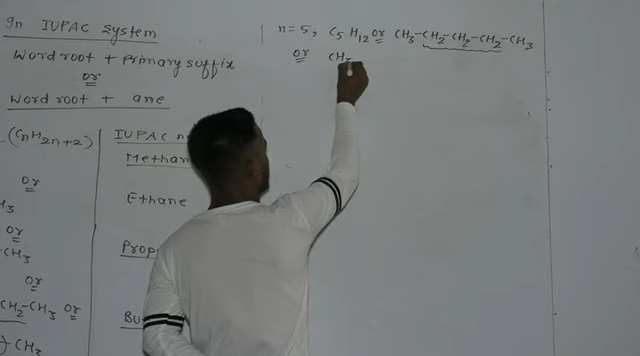 In IUPAC System
Word root + Primary suffix
or
Word root + ane
(CnH2n+2)
or
H3
or
-CH3
or
CH2-CH3 or
CH3
IUPAC
Methan
Ethane
Prop
Bu
n=5, C5H12 or CH3-CH2-CH2-CH2-CH3
or CH3